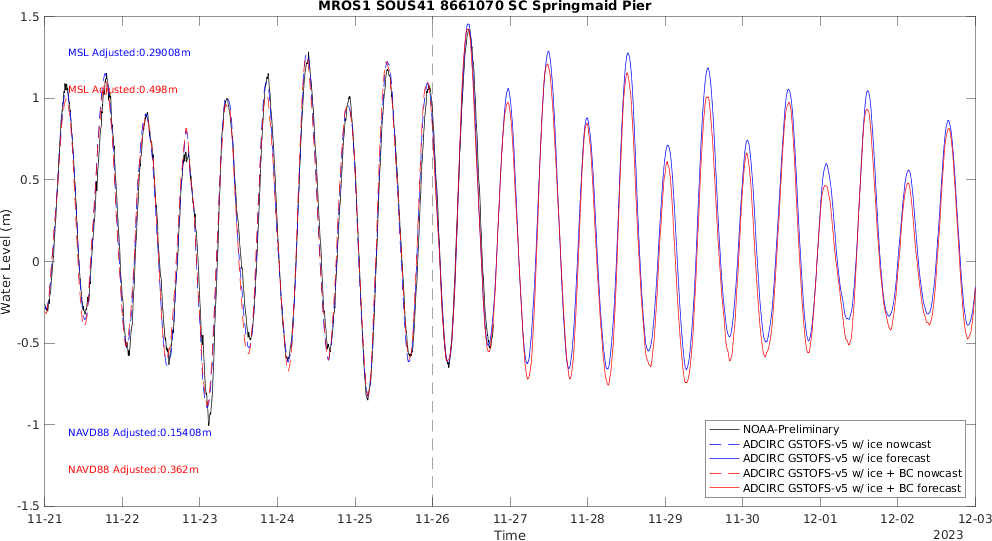 MROS1 SOUS41 8661070 SC Springmaid Pier
1.5
1
0.5
0
-0.5
-1
-1.5
Water Level (m)
MSL Adjusted:0.29008m
MSL Adjusted:0.498m
NAVD88 Adjusted:0.15408m
NAVD88 Adjusted:0.362m
NOAA-Preliminary
ADCIRC GSTOFS-v5 w/ ice nowcast
ADCIRC GSTOFS-v5 w/ ice forecast
ADCIRC GSTOFS-v5 w/ ice + BC nowcast
ADCIRC GSTOFS-v5 w/ ice + BC forecast
11-21 11-22 11-23 11-24 11-25 11-26 11-27 11-28 11-29 11-30 12-01 12-02 12-03
Time
2023